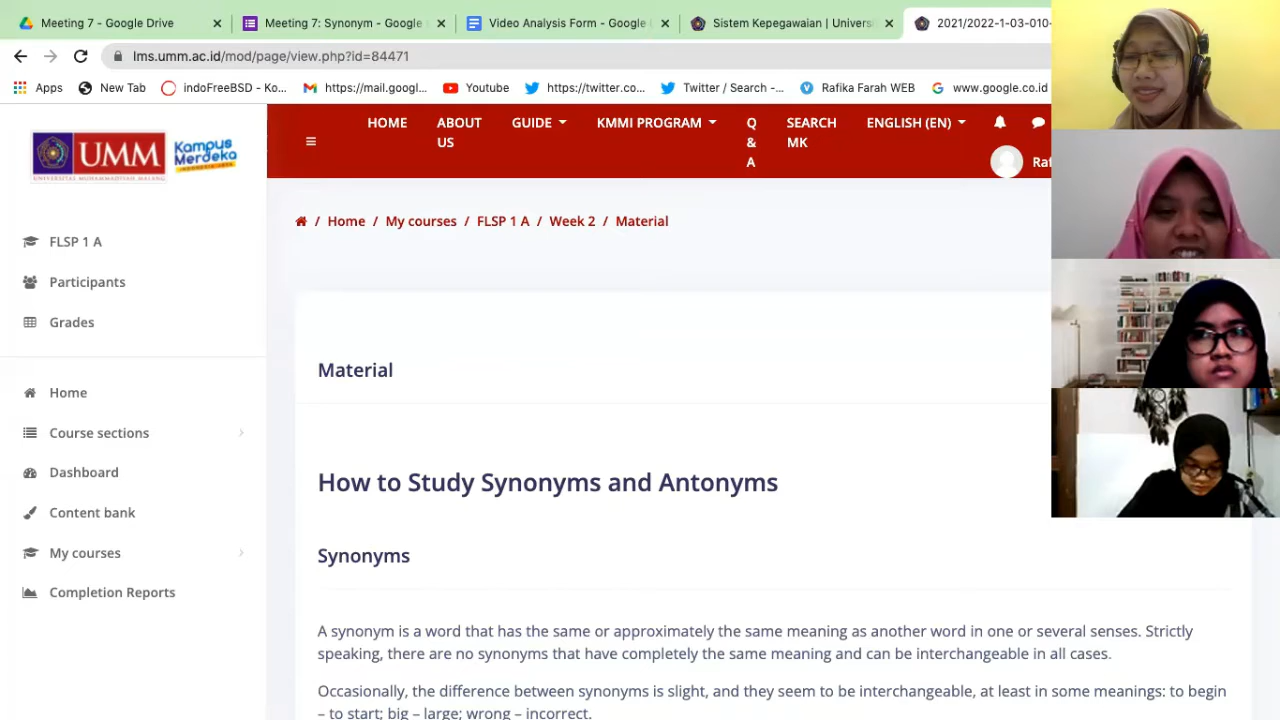 Meeting 7 - Google Drive
Meeting 7: Synonym - Google
Video Analysis Form - Google
Sistem Kepegawaian | Univers
2021/2022-1-03-010-
lms.umm.ac.id/mod/page/view.php?id=84471
Apps
New Tab
indoFreeBSD - Ko...
https://mail.googl...
Youtube
https://twitter.co...
Twitter / Search -...
Rafika Farah WEB
www.google.co.id
UMM
UNIVERSITAS MUHAMMADIYAH MALANG
Kampus
Merdeka
INDONESIA JAYA
HOME
ABOUT
US
GUIDE
KMMI PROGRAM
Q
&
A
SEARCH
MK
ENGLISH (EN)
Raf
FLSP 1 A
Participants
Grades
Home
Course sections
Dashboard
Content bank
My courses
Completion Reports
/ Home / My courses / FLSP 1 A / Week 2 / Material
Material
How to Study Synonyms and Antonyms
Synonyms
A synonym is a word that has the same or approximately the same meaning as another word in one or several senses. Strictly
speaking, there are no synonyms that have completely the same meaning and can be interchangeable in all cases.
Occasionally, the difference between synonyms is slight, and they seem to be interchangeable, at least in some meanings: to begin
– to start; big – large; wrong – incorrect.